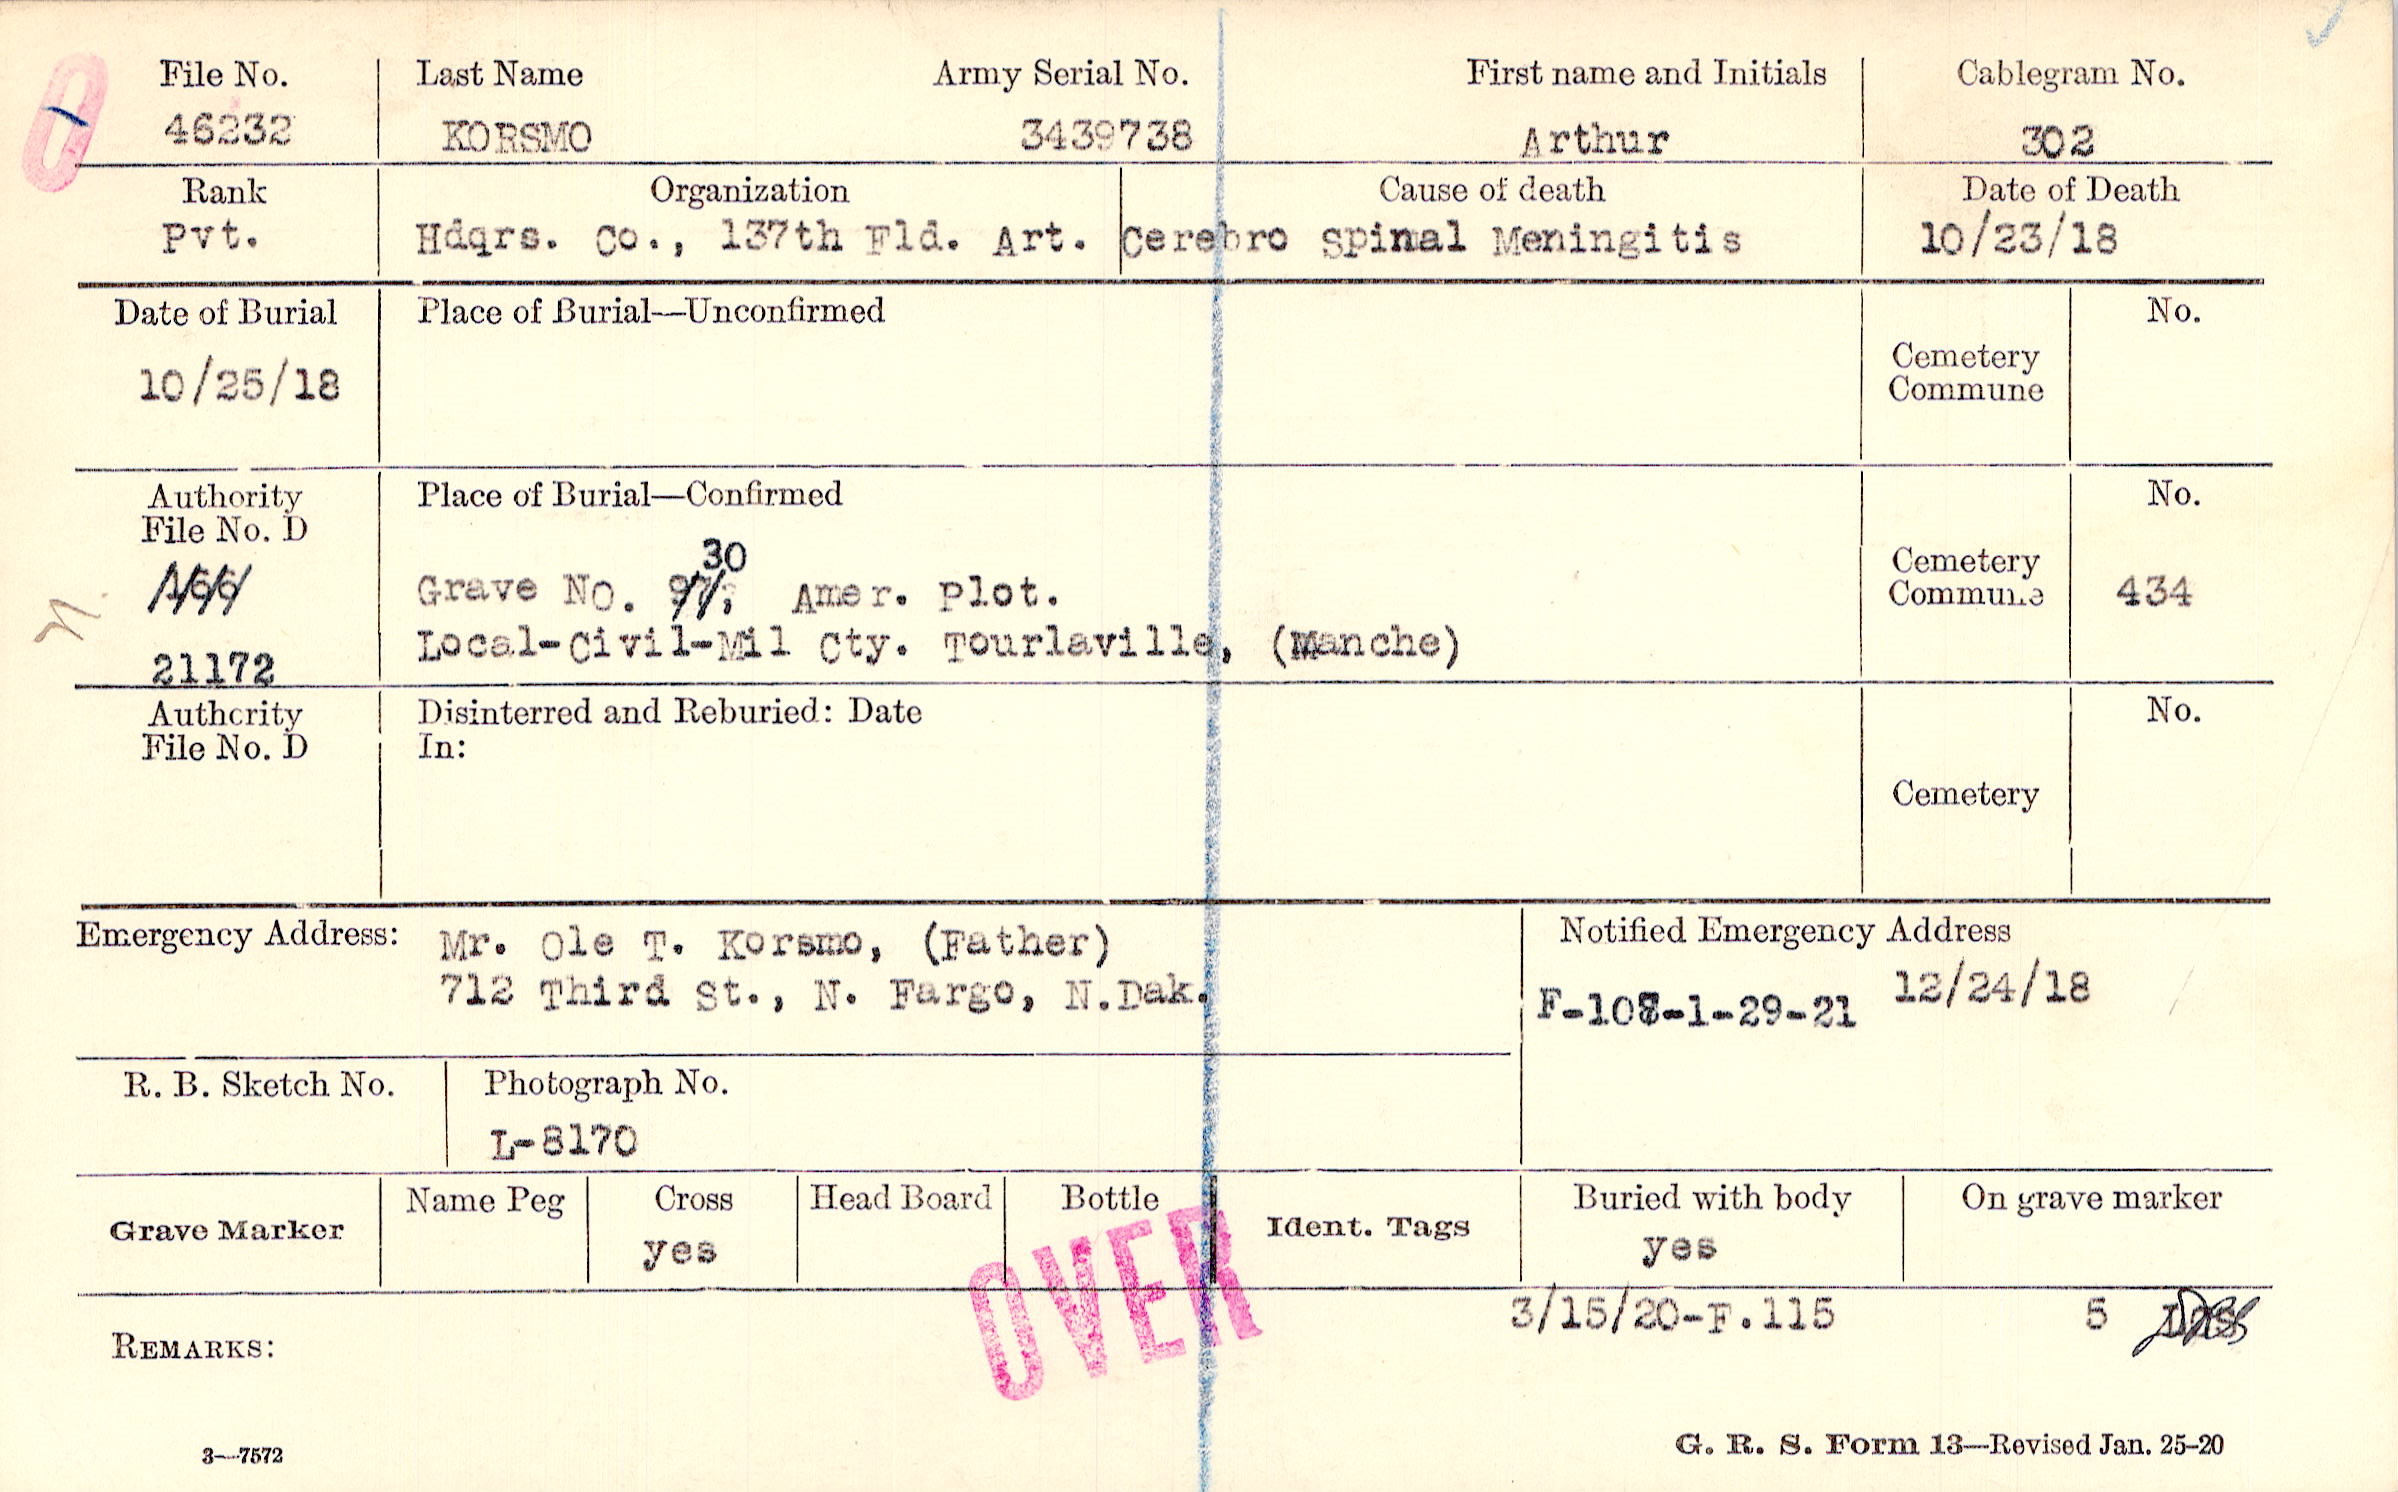 File No. Last Name Army Serial No. First name and Initials Cablegram No.
46232 KORSMO 3439738 Arthur 302
Rank Organization Cause of death Date of Death
Pvt. Hdqrs. Co., 137th Fld. Art. Cerebro Spinal Meningitis 10/23/18
Date of Burial Place of Burial—Unconfirmed No.
Cemetery
Commune
10/25/18
Authority Place of Burial—Confirmed No.
File No. D
30
166 Grave No. Amer. Plot. Cemetery
Commune 434
Local-Civil-Mil Cty. Tourlaville, (Manche)
21172
Authority Disinterred and Reburied: Date No.
File No. D In:
Cemetery
Emergency Address: Mr. Ole T. Korsmo, (Father) Notified Emergency Address
712 Third St., N. Fargo, N.Dak. 12/24/18
F-108-1-29-21
R. B. Sketch No. Photograph No.
L-8170
Grave Marker Name Peg Cross Head Board Bottle Ident. Tags Buried with body On grave marker
yes yes
OVER
3/15/20-F.115 5
REMARKS:
3—7572 G. R. S. Form 13—Revised Jan. 25-20